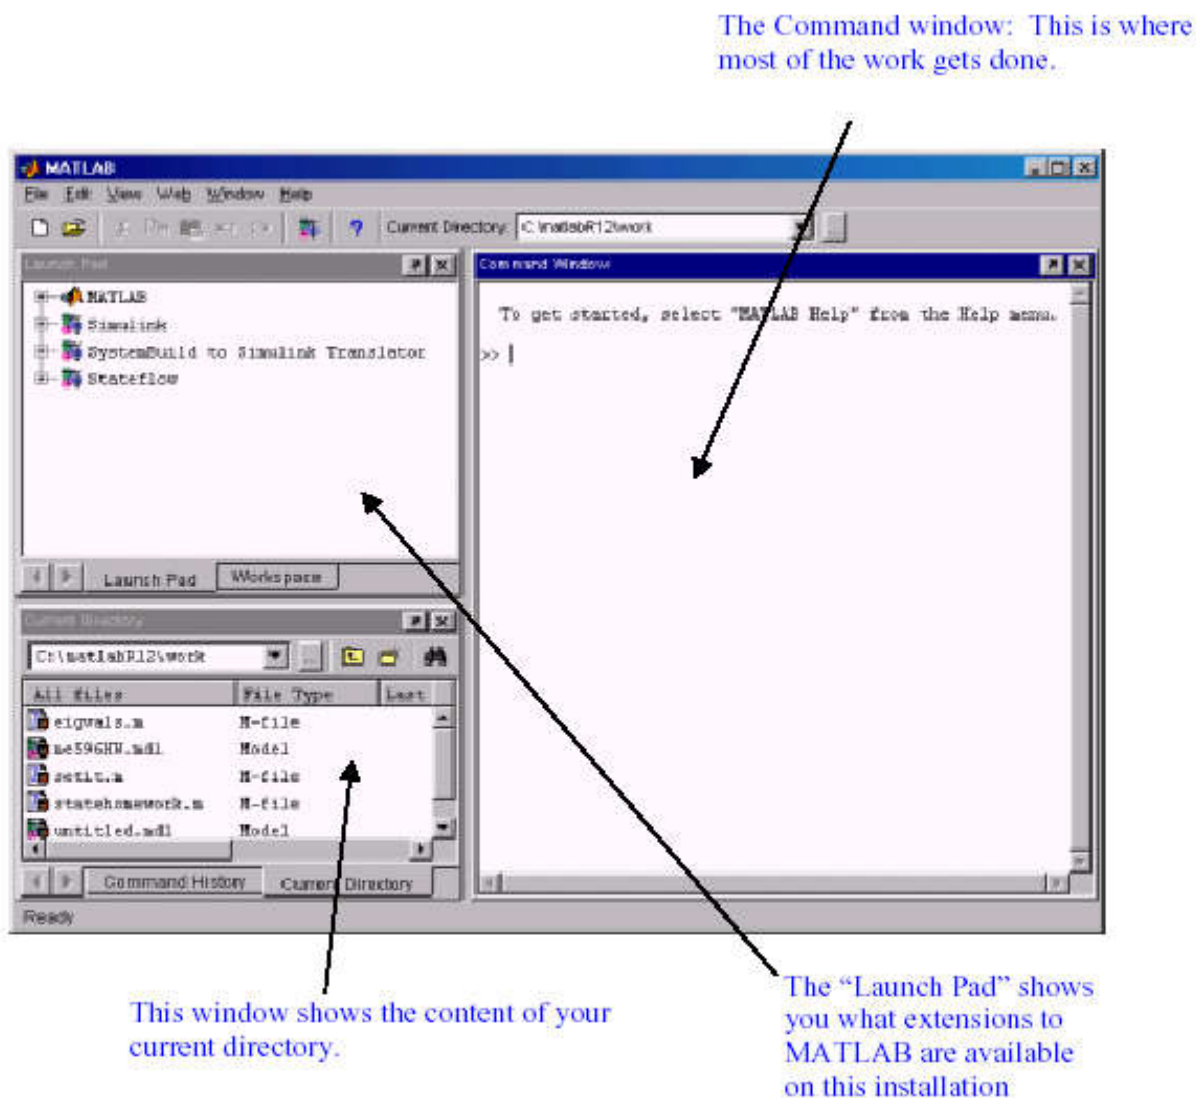 The Command window: This is where
most of the work gets done.
MATLAB
File Edit View Web Window Help
Current Directory: C:\matlabR12\work
Launch Pad
Command Window
MATLAB
Simulink
SystemBuild to Simulink Translator
Stateflow
To get started, select "MATLAB Help" from the Help menu.
>>
Launch Pad Workspace
Current Directory
C:\matlabR12\work
All files File Type Last
eigvals.m M-file
me596HW.mdl Model
setit.m M-file
statehomework.m M-file
untitled.mdl Model
Command History Current Directory
Ready
This window shows the content of your
current directory.
The “Launch Pad” shows
you what extensions to
MATLAB are available
on this installation